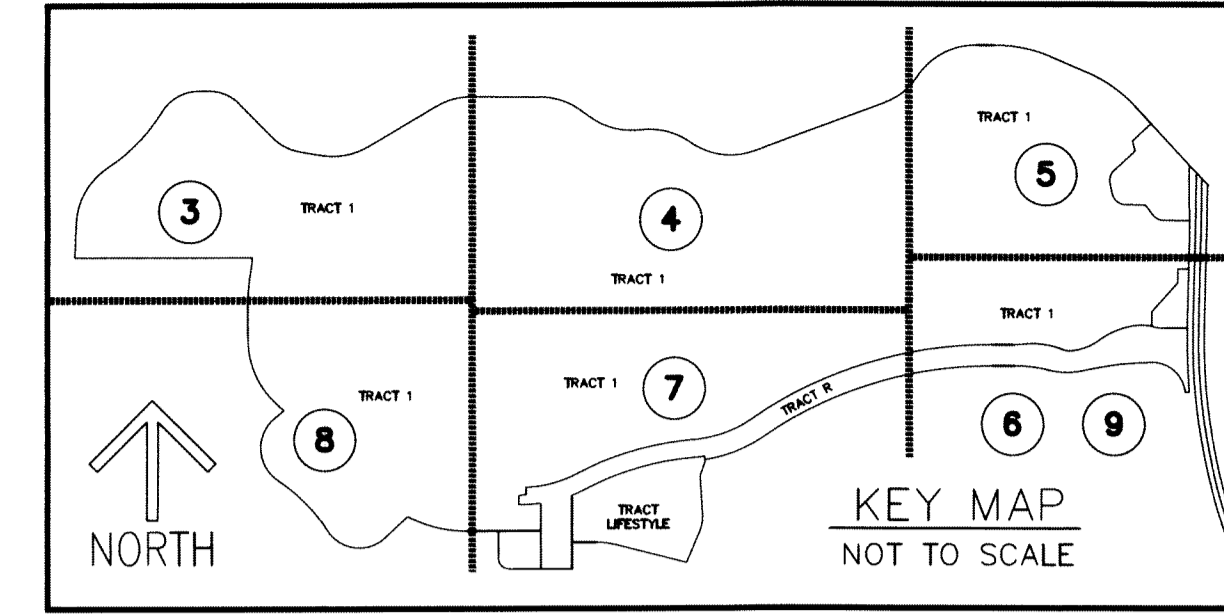 TRACT 1
5
3
TRACT 1
4
TRACT 1
TRACT 1
7
TRACT 1
TRACT 1
TRACT R
8
6
9
NORTH
TRACT
LIFESTYLE
KEY MAP
NOT TO SCALE